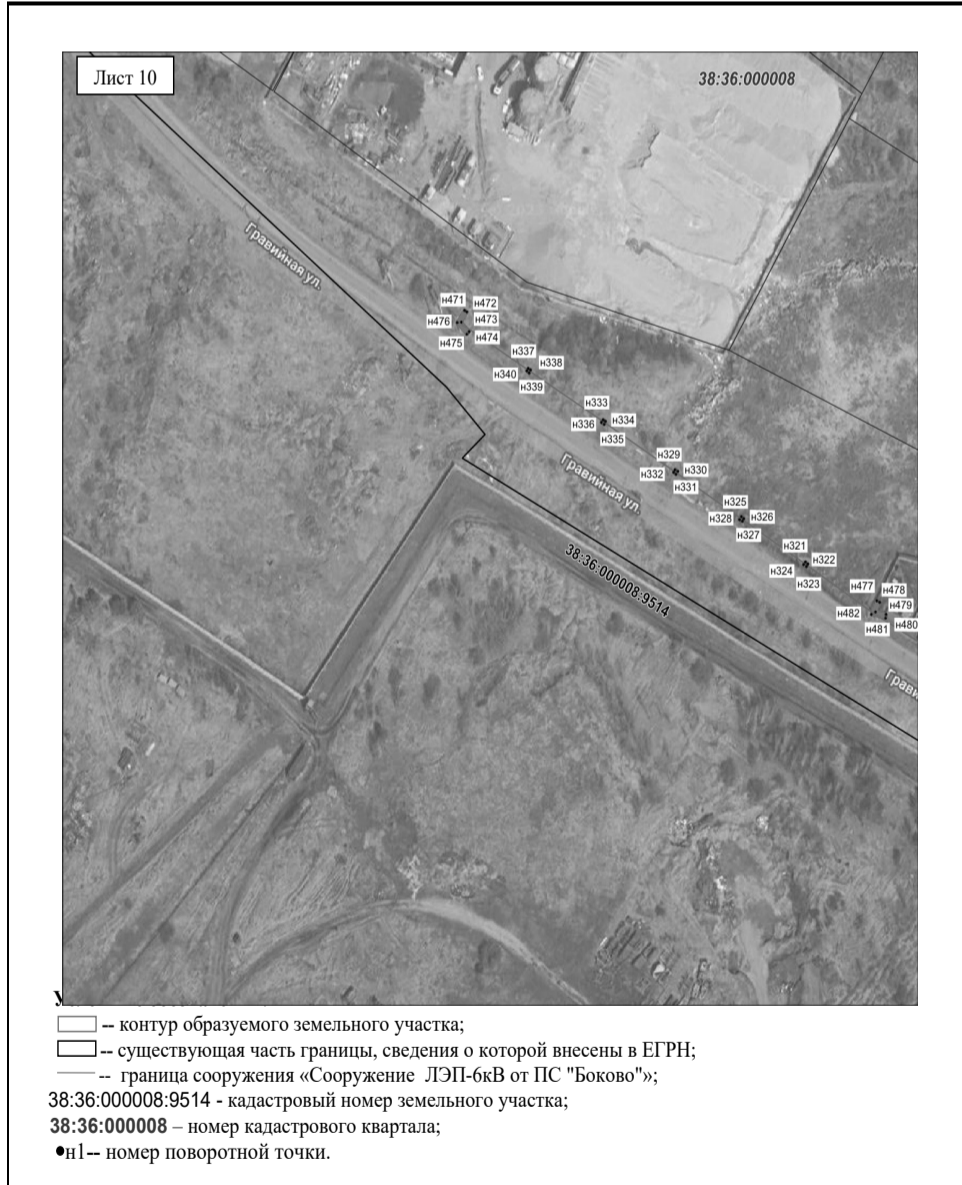 Лист 10
38:36:000008
Гравийная ул.
н471
н472
н476
н473
н475
н474
н337
н338
н340
н339
н333
н334
н336
н335
н329
н330
н332
н331
Гравийная ул.
н325
н326
н328
н327
н321
н322
н324
н323
38:36:000008:9514
н477
н478
н479
н482
н480
н481
Грави
-- контур образуемого земельного участка;
-- существующая часть границы, сведения о которой внесены в ЕГРН;
-- граница сооружения «Сооружение ЛЭП-6кВ от ПС "Боково"»;
38:36:000008:9514 - кадастровый номер земельного участка;
38:36:000008 – номер кадастрового квартала;
●н1-- номер поворотной точки.